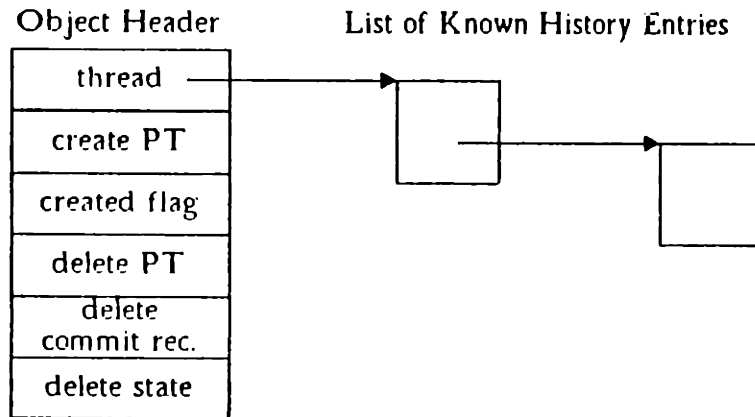 Object Header
List of Known History Entries
thread
create PT
created flag
delete PT
delete
commit rec.
delete state